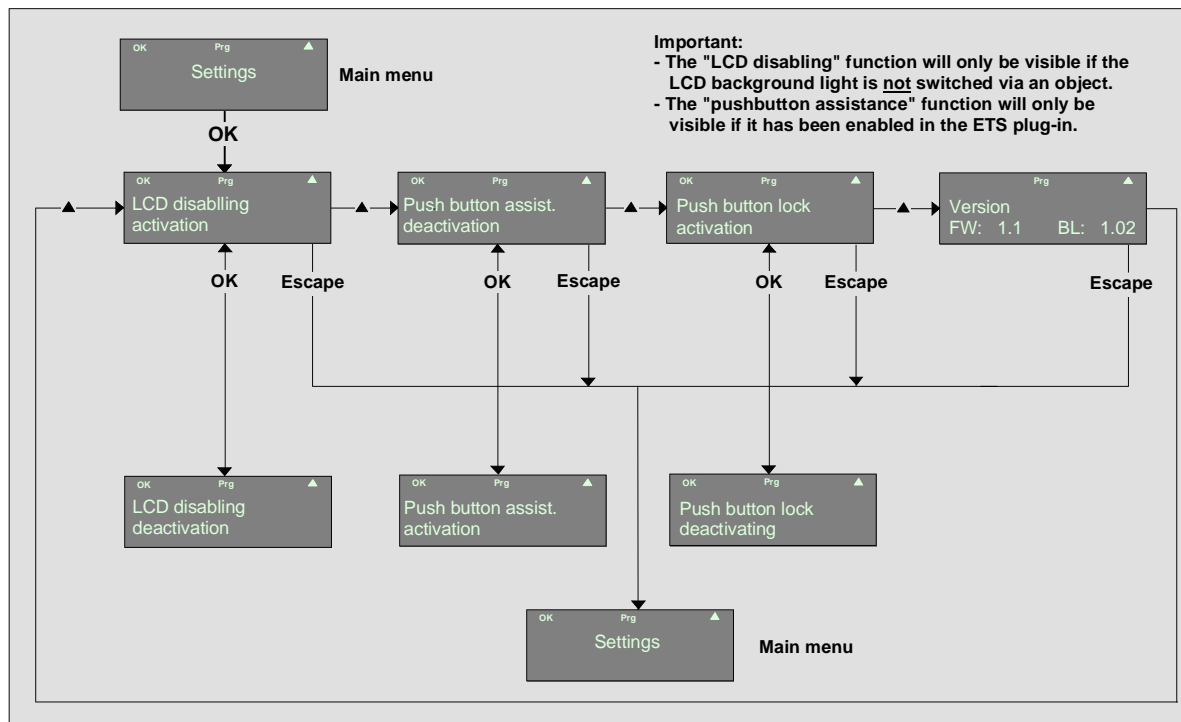 OK Prg ▲
Settings
Main menu
Important:
- The "LCD disabling" function will only be visible if the
LCD background light is not switched via an object.
- The "pushbutton assistance" function will only be
visible if it has been enabled in the ETS plug-in.
OK
OK Prg ▲
LCD disablling
activation
▲
OK Prg ▲
Push button assist.
deactivation
▲
OK Prg ▲
Push button lock
activation
▲
Prg ▲
Version
FW: 1.1 BL: 1.02
▲
OK Escape
OK Escape
OK Escape
Escape
OK Prg ▲
LCD disabling
deactivation
OK Prg ▲
Push button assist.
activation
OK Prg ▲
Push button lock
deactivating
OK Prg ▲
Settings
Main menu